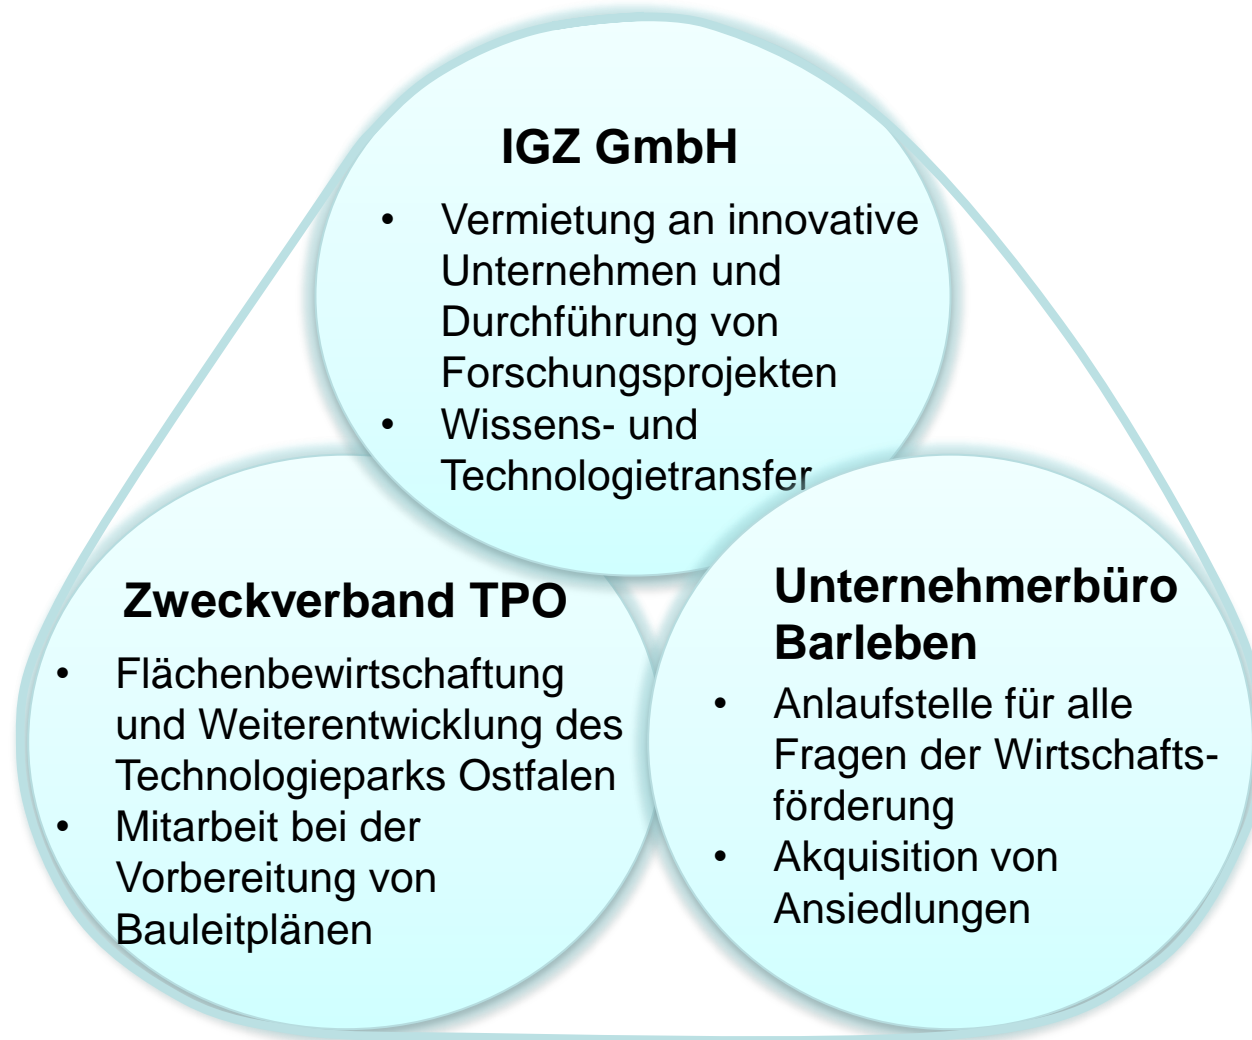 IGZ GmbH
• Vermietung an innovative
Unternehmen und
Durchführung von
Forschungsprojekten
• Wissens- und
Technologietransfer
Zweckverband TPO
• Flächenbewirtschaftung
und Weiterentwicklung des
Technologieparks Ostfalen
• Mitarbeit bei der
Vorbereitung von
Bauleitplänen
Unternehmerbüro
Barleben
• Anlaufstelle für alle
Fragen der Wirtschafts-
förderung
• Akquisition von
Ansiedlungen